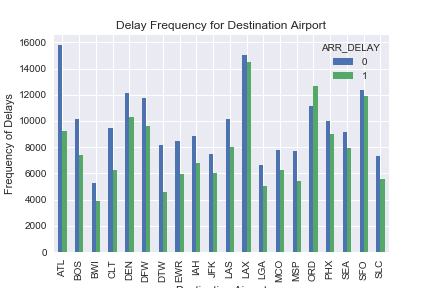 Delay Frequency for Destination Airport
Frequency of Delays
16000
14000
12000
10000
8000
6000
4000
2000
0
ARR_DELAY
0
1
ATL
BOS
BWI
CLT
DEN
DFW
DTW
EWR
IAH
JFK
LAS
LAX
LGA
MCO
MSP
ORD
PHX
SEA
SFO
SLC
Destination Airport